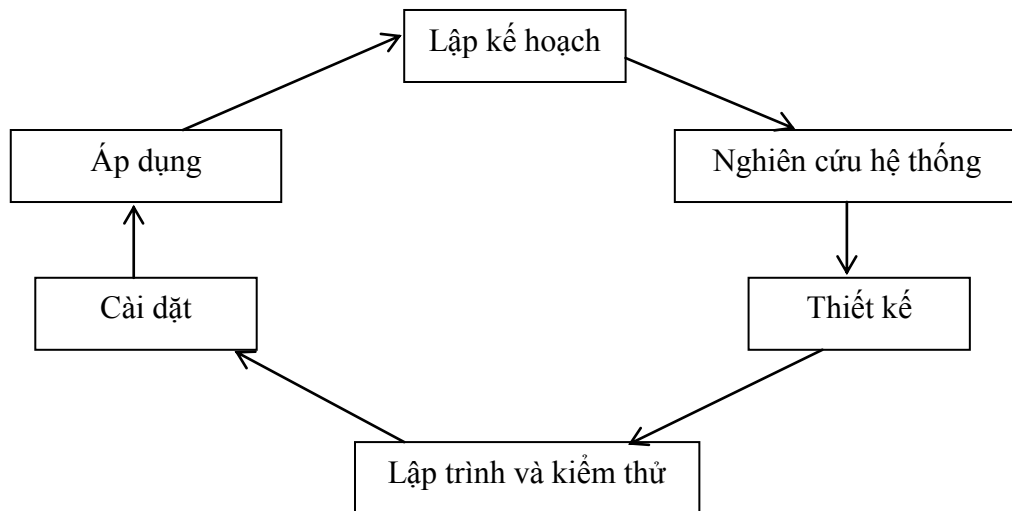 Lập kế hoạch
Nghiên cứu hệ thống
Thiết kế
Lập trình và kiểm thử
Cài dặt
Áp dụng